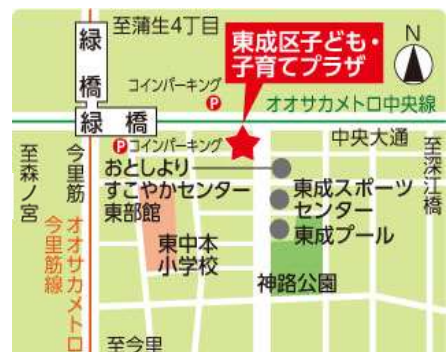 緑橋
至蒲生4丁目
東成区子ども・
子育てプラザ
N
コインパーキング
P
オオサカメトロ中央線
緑橋
P
コインパーキング
中央大通
至森ノ宮
今里筋
おとしより
すこやかセンター
東部館
東成スポーツ
センター
東成プール
至深江橋
オオサカメトロ
今里筋線
東中本
小学校
神路公園
至今里